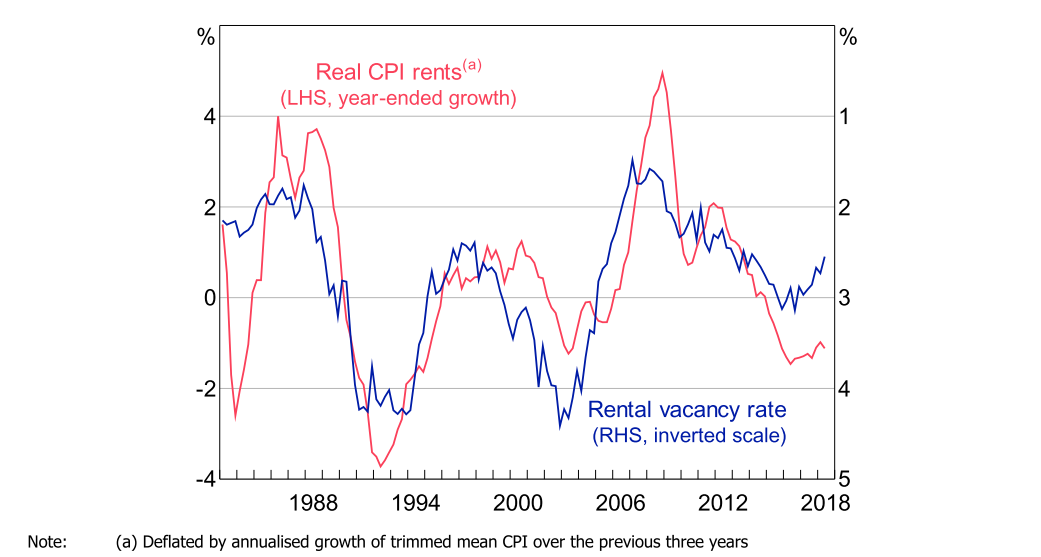 % %
Real CPI rents(a)
(LHS, year-ended growth)
4 1
2 2
0 3
-2 4
Rental vacancy rate
(RHS, inverted scale)
-4 5
1988 1994 2000 2006 2012 2018
Note: (a) Deflated by annualised growth of trimmed mean CPI over the previous three years